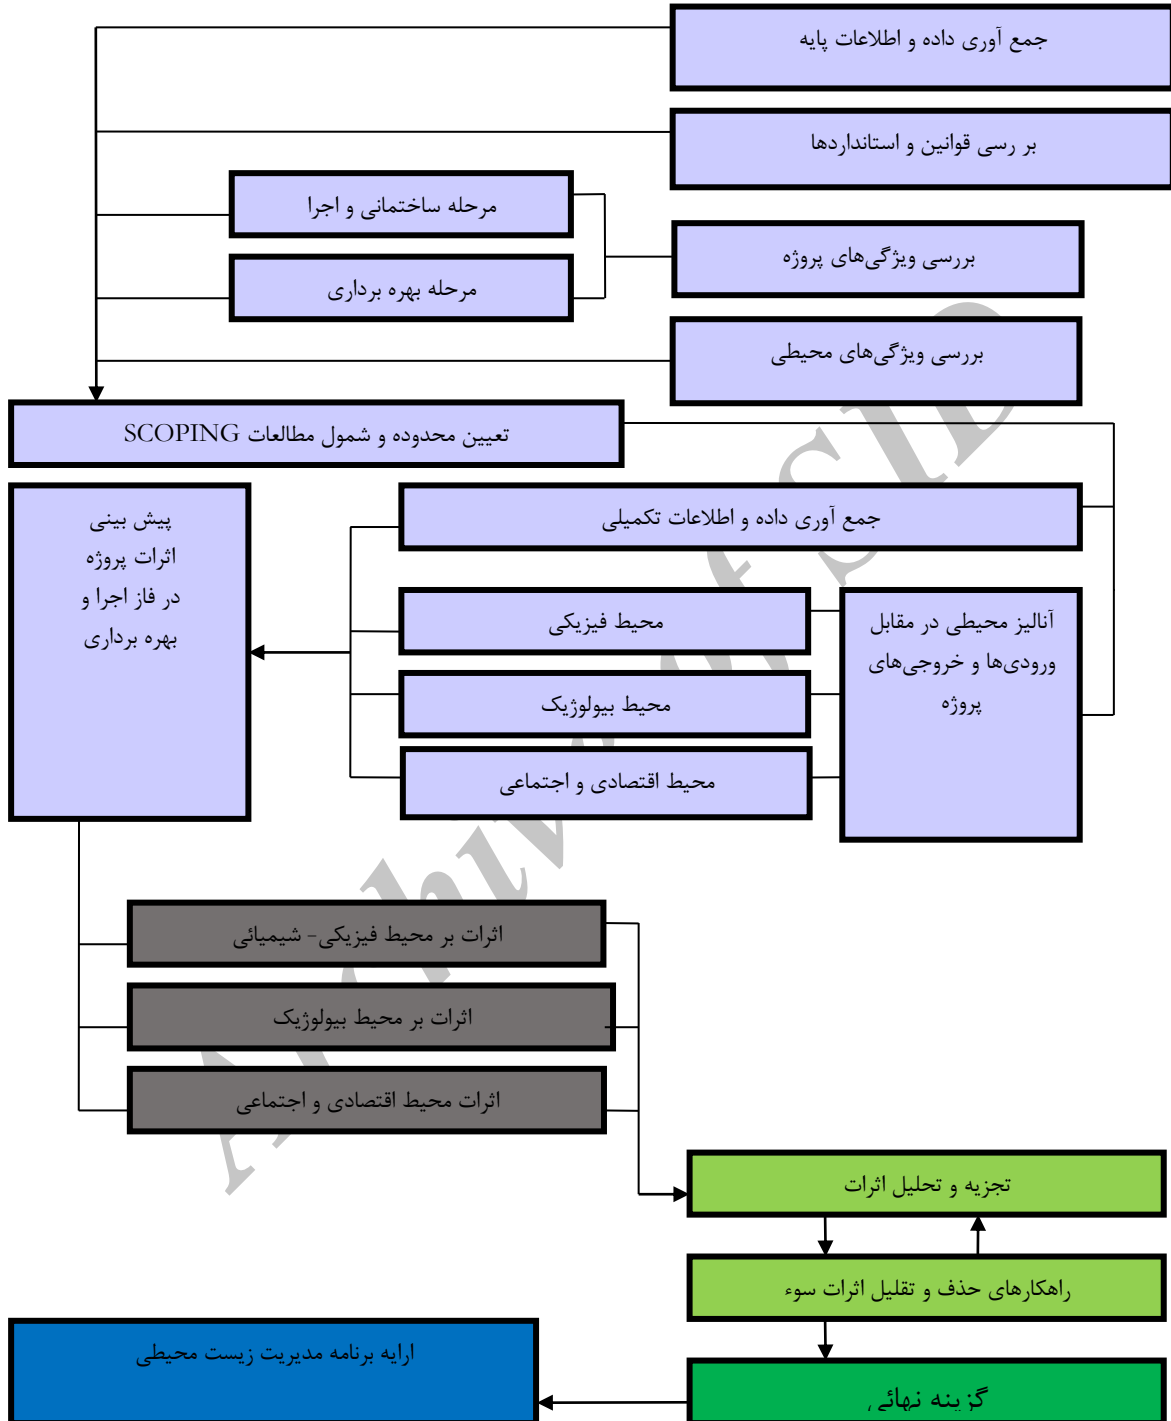 جمع آوری داده و اطلاعات پایه
بر رسی قوانین و استانداردها
مرحله ساختمانی و اجرا
بررسی ویژگی‌های پروژه
مرحله بهره برداری
بررسی ویژگی‌های محیطی
تعیین محدوده و شمول مطالعات SCOPING
جمع آوری داده و اطلاعات تکمیلی
پیش بینی
اثرات پروژه
در فاز اجرا و
بهره برداری
آنالیز محیطی در مقابل
ورودی‌ها و خروجی‌های
پروژه
محیط فیزیکی
محیط بیولوژیک
محیط اقتصادی و اجتماعی
اثرات بر محیط فیزیکی- شیمیائی
اثرات بر محیط بیولوژیک
اثرات محیط اقتصادی و اجتماعی
تجزیه و تحلیل اثرات
راهکارهای حذف و تقلیل اثرات سوء
گزینه نهائی
ارایه برنامه مدیریت زیست محیطی
Archive of SID